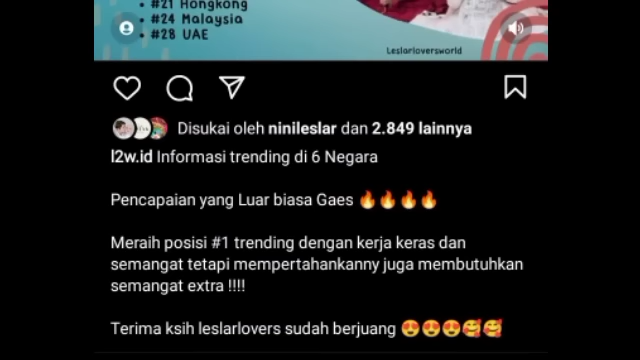 • #21 Hongkong
• #24 Malaysia
• #28 UAE
Leslarloversworld
Disukai oleh ninileslar dan 2.849 lainnya
l2w.id Informasi trending di 6 Negara
Pencapaian yang Luar biasa Gaes 🔥🔥🔥🔥
Meraih posisi #1 trending dengan kerja keras dan
semangat tetapi mempertahankanny juga membutuhkan
semangat extra !!!!
Terima ksih leslarlovers sudah berjuang 😍😍😍🥰🥰